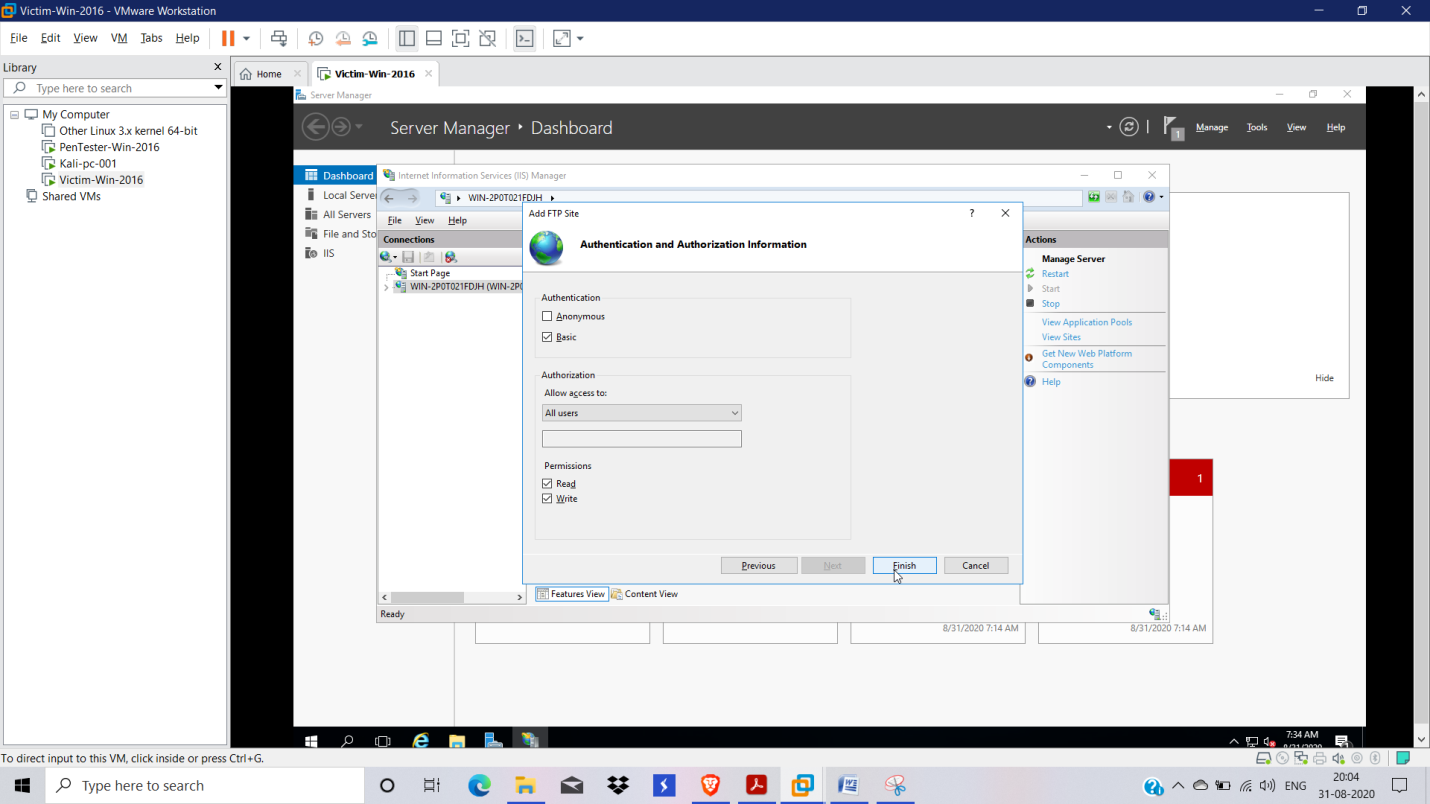 Victim-Win-2016 - VMware Workstation
File Edit View VM Tabs Help
Library
Type here to search
My Computer
Other Linux 3.x kernel 64-bit
PenTester-Win-2016
Kali-pc-001
Victim-Win-2016
Shared VMs
Home
Victim-Win-2016
Server Manager
Server Manager Dashboard
1
Manage Tools View Help
Dashboard
Local Server
All Servers
File and Sto
IIS
Internet Information Services (IIS) Manager
WIN-2P0T021FDJH
File View Help
Connections
Start Page
WIN-2P0T021FDJH (WIN-2P0
Add FTP Site
?
Authentication and Authorization Information
Authentication
Anonymous
Basic
Authorization
Allow access to:
All users
Permissions
Read
Write
Previous Next Finish Cancel
Actions
Manage Server
Restart
Start
Stop
View Application Pools
View Sites
Get New Web Platform
Components
Help
Hide
1
Features View Content View
Ready
8/31/2020 7:14 AM
8/31/2020 7:14 AM
7:34 AM
8/31/2020
To direct input to this VM, click inside or press Ctrl+G.
Type here to search
ENG
20:04
31-08-2020